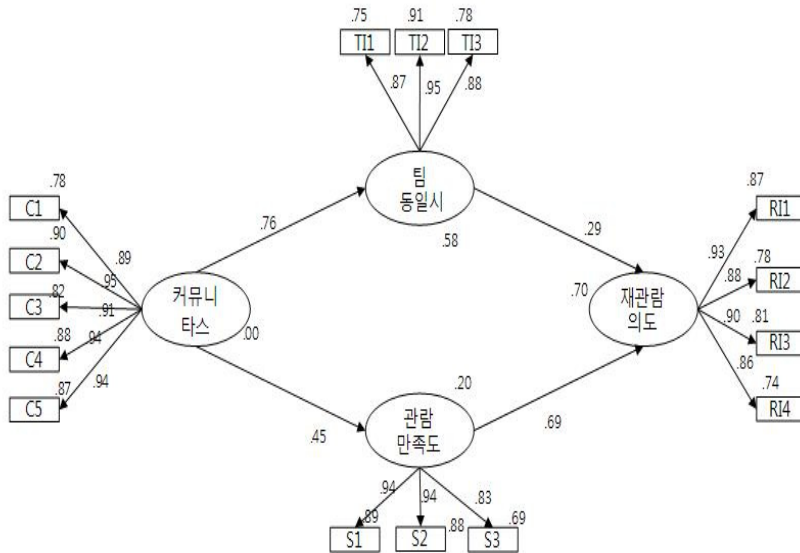 .75 .91 .78
TI1 TI2 TI3
.87 .95 .88
팀
동일시
.58
.76
.29
.78
C1
.89
.90
C2
.95
.82
C3
.91
.88
C4
.94
.87
C5
.94
커뮤니
타스
.00
.70
재관람
의도
.87
RI1
.93
.78
RI2
.88
.81
RI3
.90
.74
RI4
.86
.45
.20
관람
만족도
.69
.94 .94 .83
.89 .88 .69
S1 S2 S3